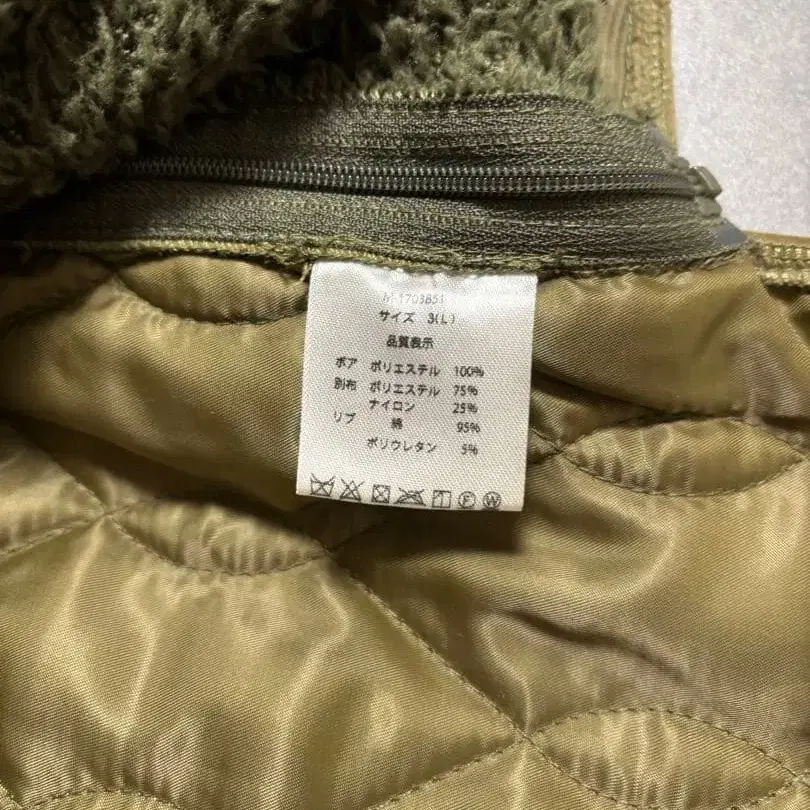 サイズ 3(L)
品質表示
ボア ポリエステル 100%
別布 ポリエステル 75%
ナイロン 25%
リブ 綿 95%
ポリウレタン 5%
F W